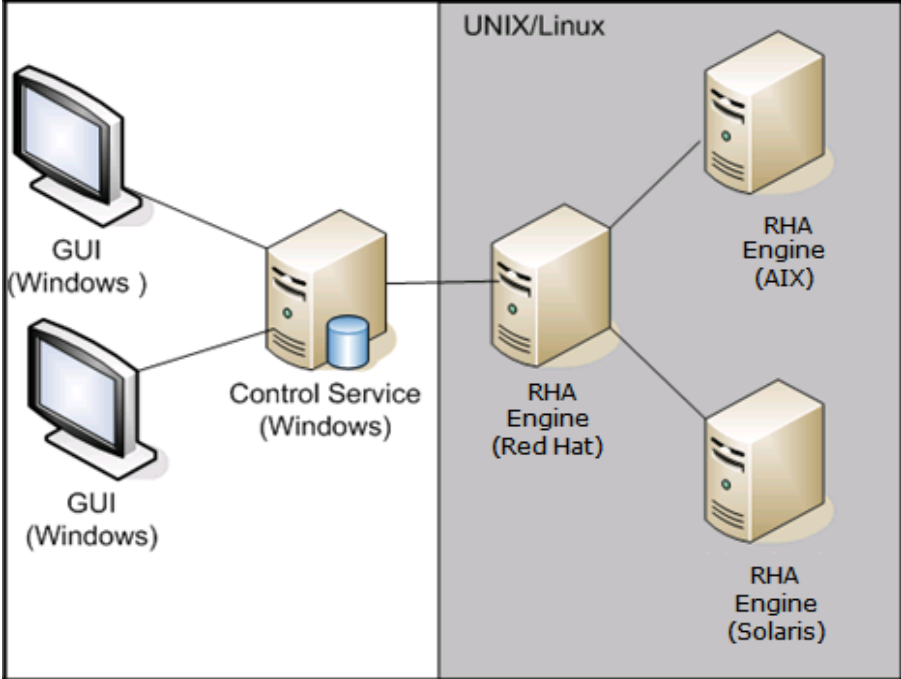 UNIX/Linux
GUI
(Windows )
GUI
(Windows)
Control Service
(Windows)
RHA
Engine
(Red Hat)
RHA
Engine
(AIX)
RHA
Engine
(Solaris)